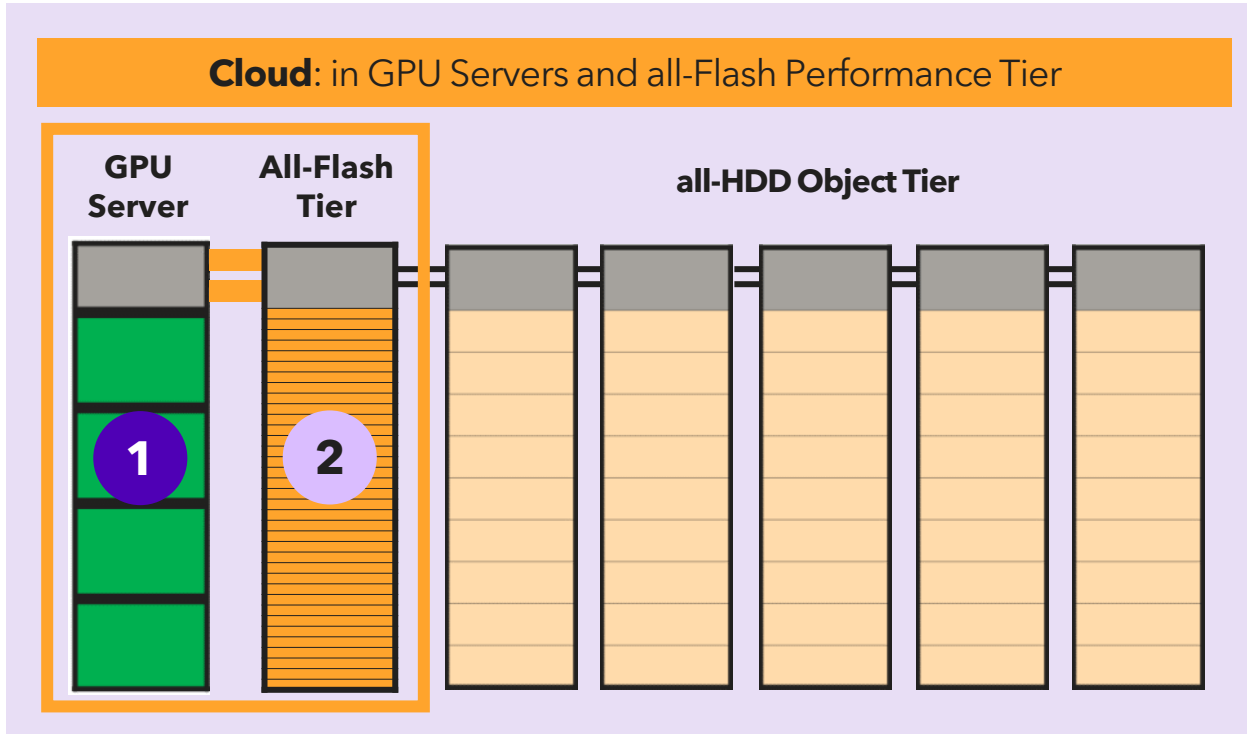 Cloud: in GPU Servers and all-Flash Performance Tier
GPU
Server
All-Flash
Tier
all-HDD Object Tier
1
2